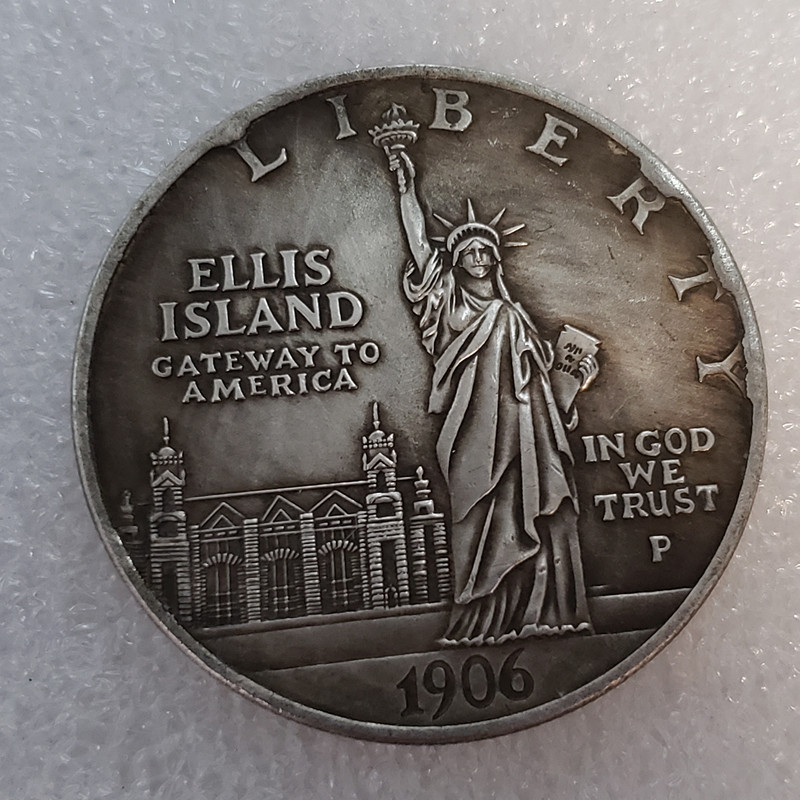 LIBERTY
ELLIS
ISLAND
GATEWAY TO
AMERICA
IN GOD
WE
TRUST
P
1906